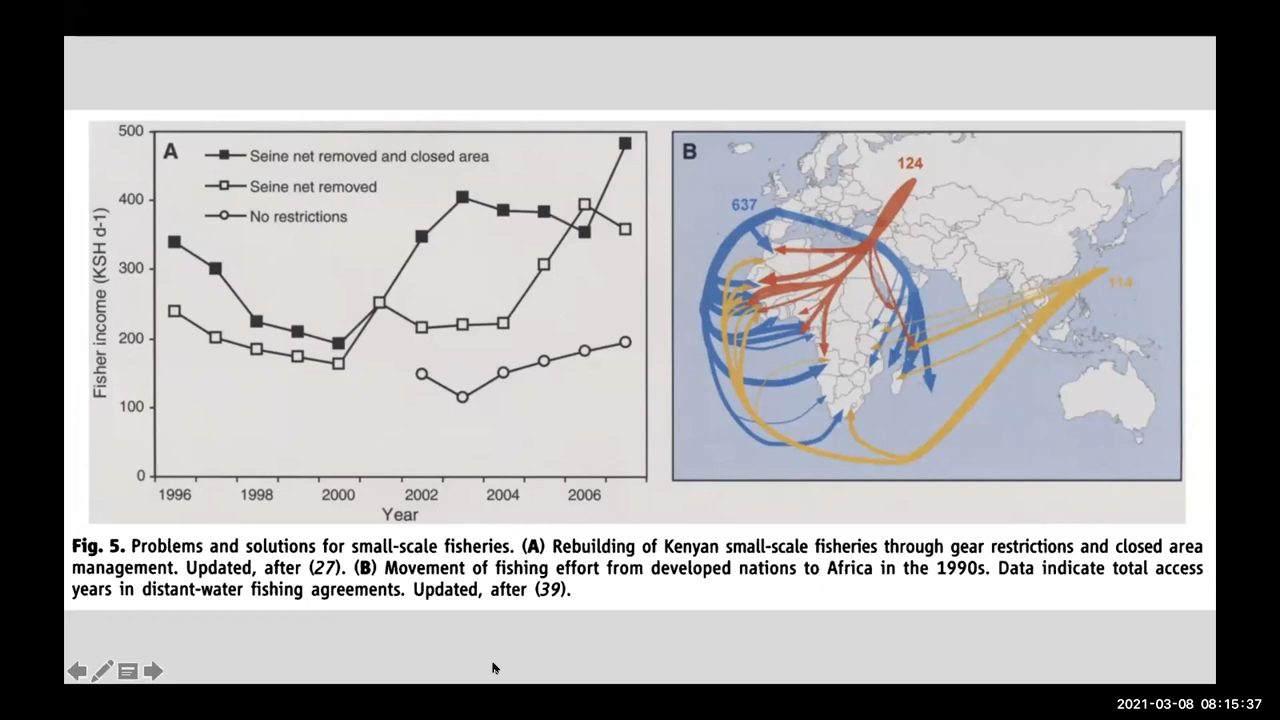 500
400
300
200
100
0
Fisher income (KSH d-1)
A
Seine net removed and closed area
Seine net removed
No restrictions
1996 1998 2000 2002 2004 2006
Year
B
124
637
114
Fig. 5. Problems and solutions for small-scale fisheries. (A) Rebuilding of Kenyan small-scale fisheries through gear restrictions and closed area
management. Updated, after (27). (B) Movement of fishing effort from developed nations to Africa in the 1990s. Data indicate total access
years in distant-water fishing agreements. Updated, after (39).
2021-03-08 08:15:37